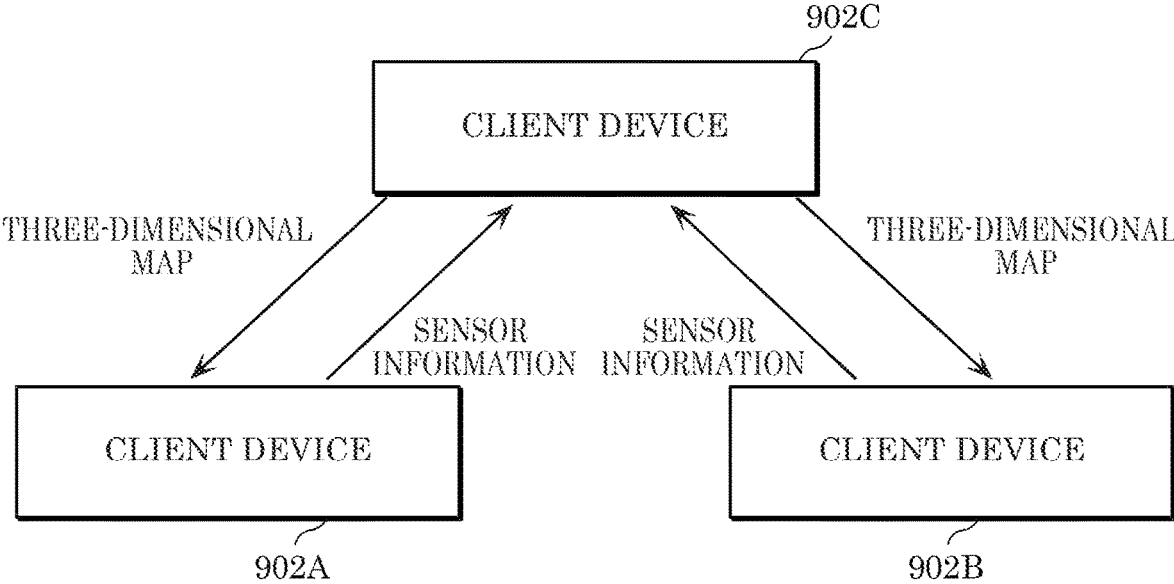 902C
CLIENT DEVICE
THREE-DIMENSIONAL
MAP
THREE-DIMENSIONAL
MAP
SENSOR
INFORMATION
SENSOR
INFORMATION
CLIENT DEVICE
CLIENT DEVICE
902A
902B